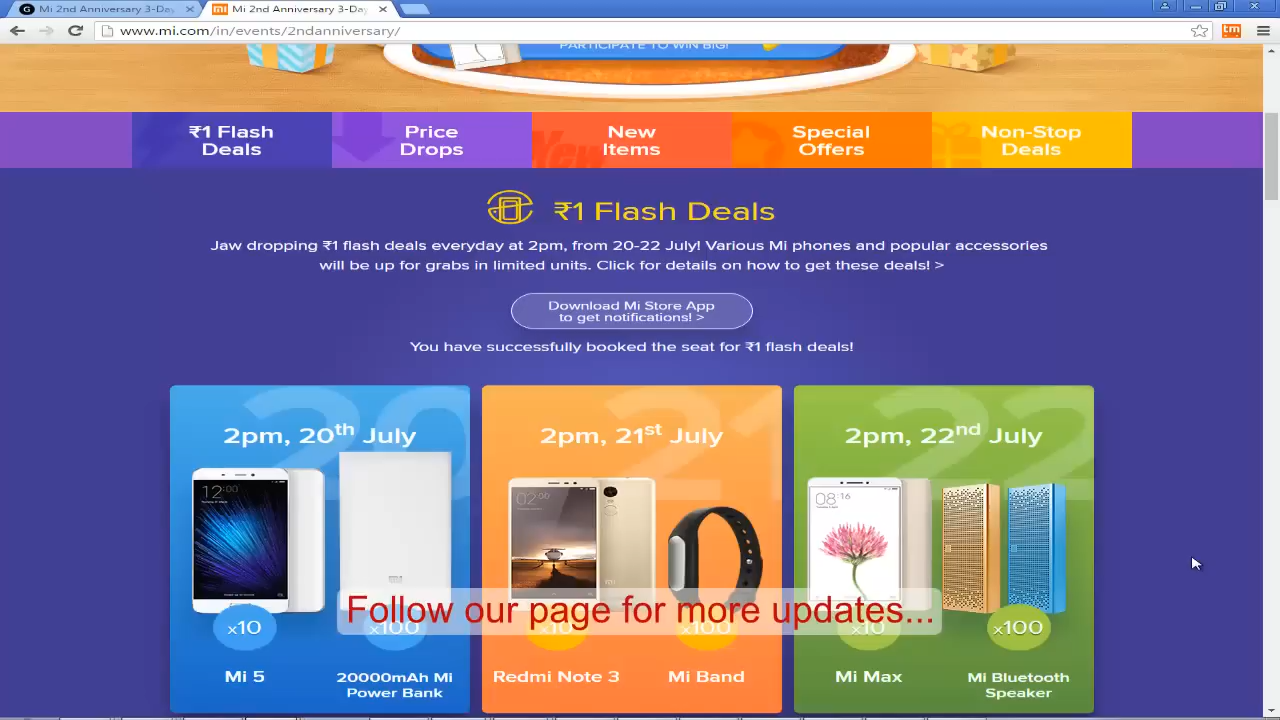 Mi 2nd Anniversary 3-Day
Mi 2nd Anniversary 3-Day
www.mi.com/in/events/2ndanniversary/
PARTICIPATE TO WIN BIG!
₹1 Flash
Deals
Price
Drops
New
Items
Special
Offers
Non-Stop
Deals
₹1 Flash Deals
Jaw dropping ₹1 flash deals everyday at 2pm, from 20-22 July! Various Mi phones and popular accessories
will be up for grabs in limited units. Click for details on how to get these deals! >
Download Mi Store App
to get notifications! >
You have successfully booked the seat for ₹1 flash deals!
2pm, 20th July
2pm, 21st July
2pm, 22nd July
12:00
02:00
08:16
Follow our page for more updates...
x10
x100
x10
x100
x10
x100
Mi 5
20000mAh Mi
Power Bank
Redmi Note 3
Mi Band
Mi Max
Mi Bluetooth
Speaker